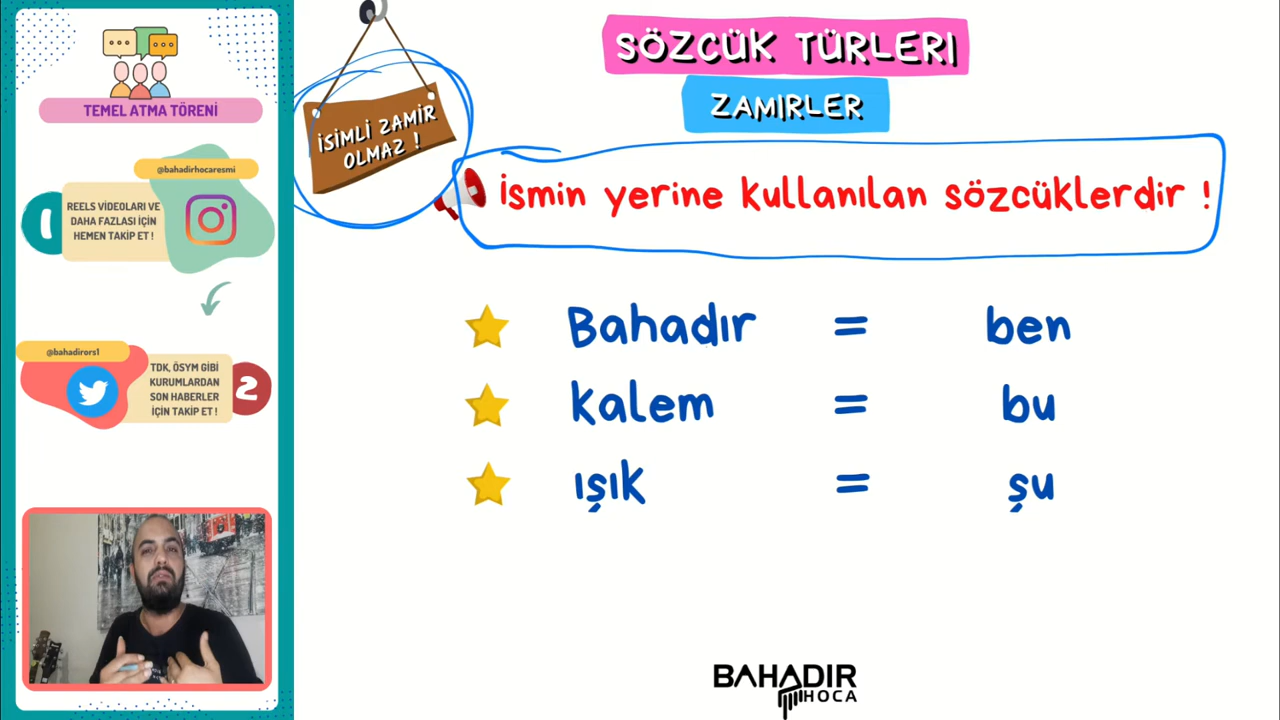 TEMEL ATMA TÖRENİ
@bahadirhocaresmi
1
REELS VİDEOLARI VE
DAHA FAZLASI İÇİN
HEMEN TAKİP ET !
@bahadirors1
TDK, ÖSYM GİBİ
KURUMLARDAN
SON HABERLER
İÇİN TAKİP ET !
2
İSİMLİ ZAMİR
OLMAZ !
SÖZCÜK TÜRLERI
ZAMIRLER
İsmin yerine kullanılan sözcüklerdir !
Bahadır = ben
kalem = bu
ışık = şu
BAHADIR
HOCA